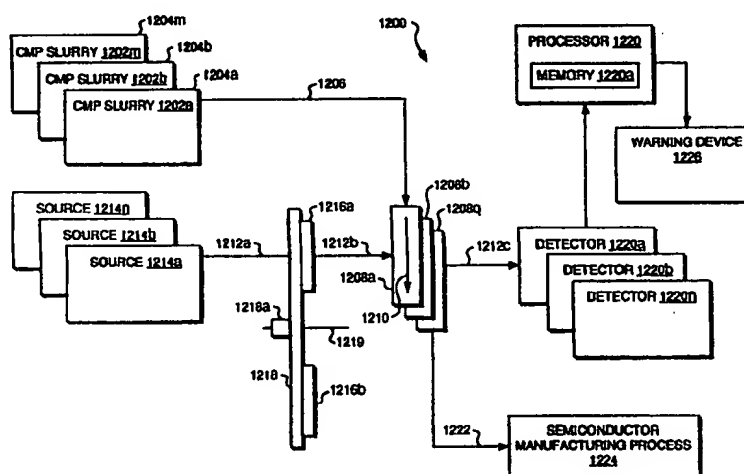 1204m
1200
CMP SLURRY 1202m
1204b
CMP SLURRY 1202b
1204a
CMP SLURRY 1202a
1206
PROCESSOR 1220
MEMORY 1220a
WARNING DEVICE
1226
SOURCE 1214n
SOURCE 1214b
SOURCE 1214a
1212a
1216a
1212b
1208b
1208q
1208a
1210
1212c
DETECTOR 1220a
DETECTOR 1220b
DETECTOR 1220n
1218a
1219
1218
1216b
1222
SEMICONDUCTOR
MANUFACTURING PROCESS
1224